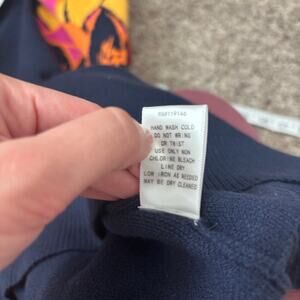 HAND WASH COLD
DO NOT WRING
OR TWIST
USE ONLY NON
CHLORINE BLEACH
LINE DRY
LOW IRON AS NEEDED
MAY BE DRY CLEANED